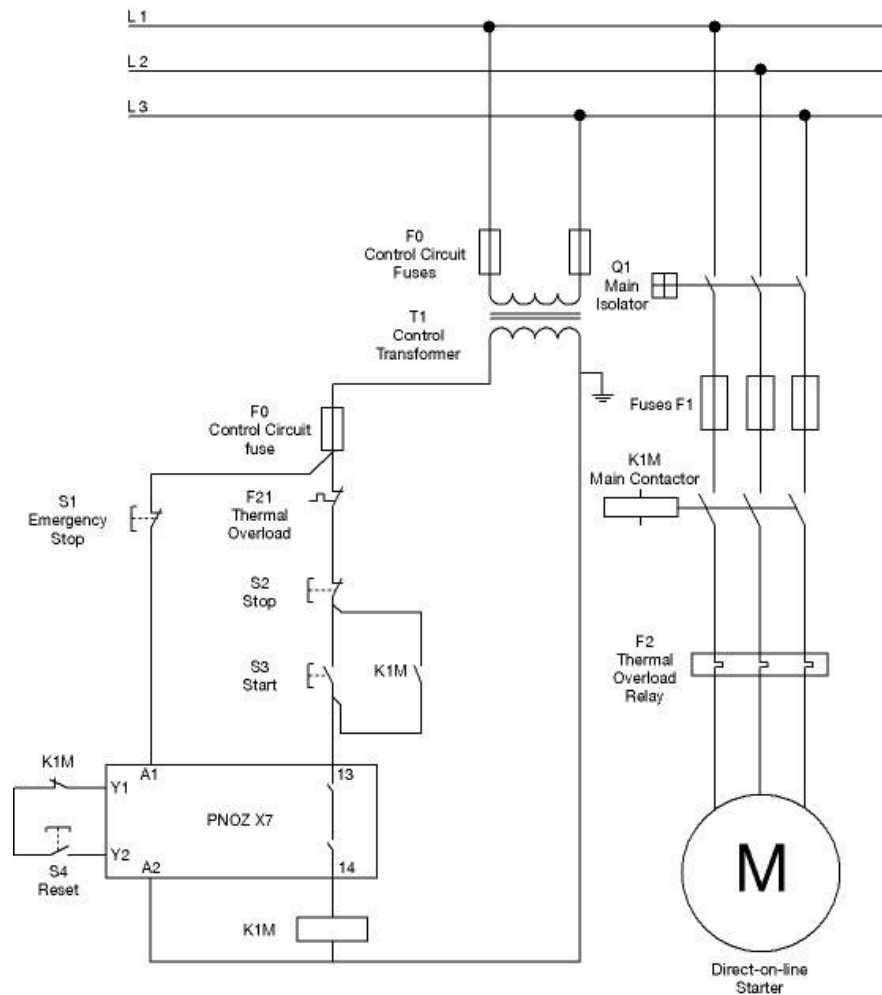 L 1
L 2
L 3
F0
Control Circuit
Fuses
Q1
Main
Isolator
T1
Control
Transformer
F0
Control Circuit
fuse
Fuses F1
K1M
Main Contactor
S1
Emergency
Stop
F21
Thermal
Overload
S2
Stop
S3
Start
K1M
F2
Thermal
Overload
Relay
K1M
A1
13
Y1
PNOZ X7
Y2
S4
Reset
A2
14
K1M
M
Direct-on-line
Starter